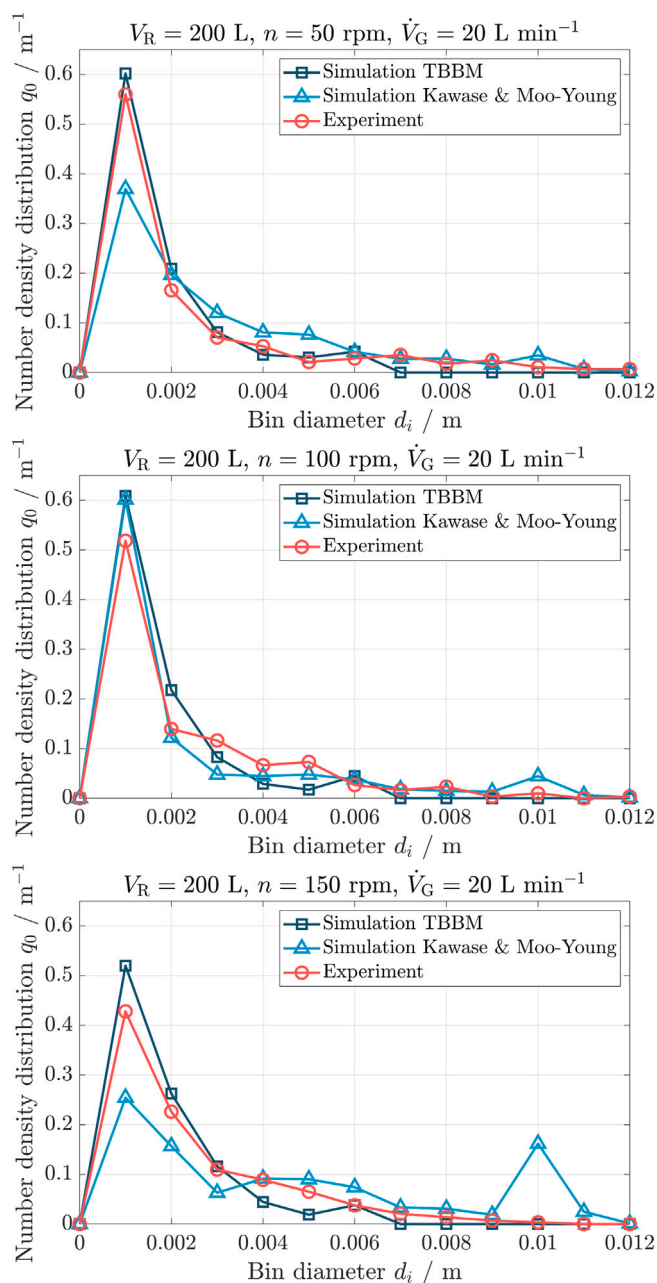 V_R = 200 L, n = 50 rpm, V̇_G = 20 L min⁻¹
Number density distribution q₀ / m⁻¹
0.6
0.5
0.4
0.3
0.2
0.1
0
Simulation TBBM
Simulation Kawase & Moo-Young
Experiment
0 0.002 0.004 0.006 0.008 0.01 0.012
Bin diameter d_i / m
V_R = 200 L, n = 100 rpm, V̇_G = 20 L min⁻¹
Number density distribution q₀ / m⁻¹
0.6
0.5
0.4
0.3
0.2
0.1
0
Simulation TBBM
Simulation Kawase & Moo-Young
Experiment
0 0.002 0.004 0.006 0.008 0.01 0.012
Bin diameter d_i / m
V_R = 200 L, n = 150 rpm, V̇_G = 20 L min⁻¹
Number density distribution q₀ / m⁻¹
0.6
0.5
0.4
0.3
0.2
0.1
0
Simulation TBBM
Simulation Kawase & Moo-Young
Experiment
0 0.002 0.004 0.006 0.008 0.01 0.012
Bin diameter d_i / m